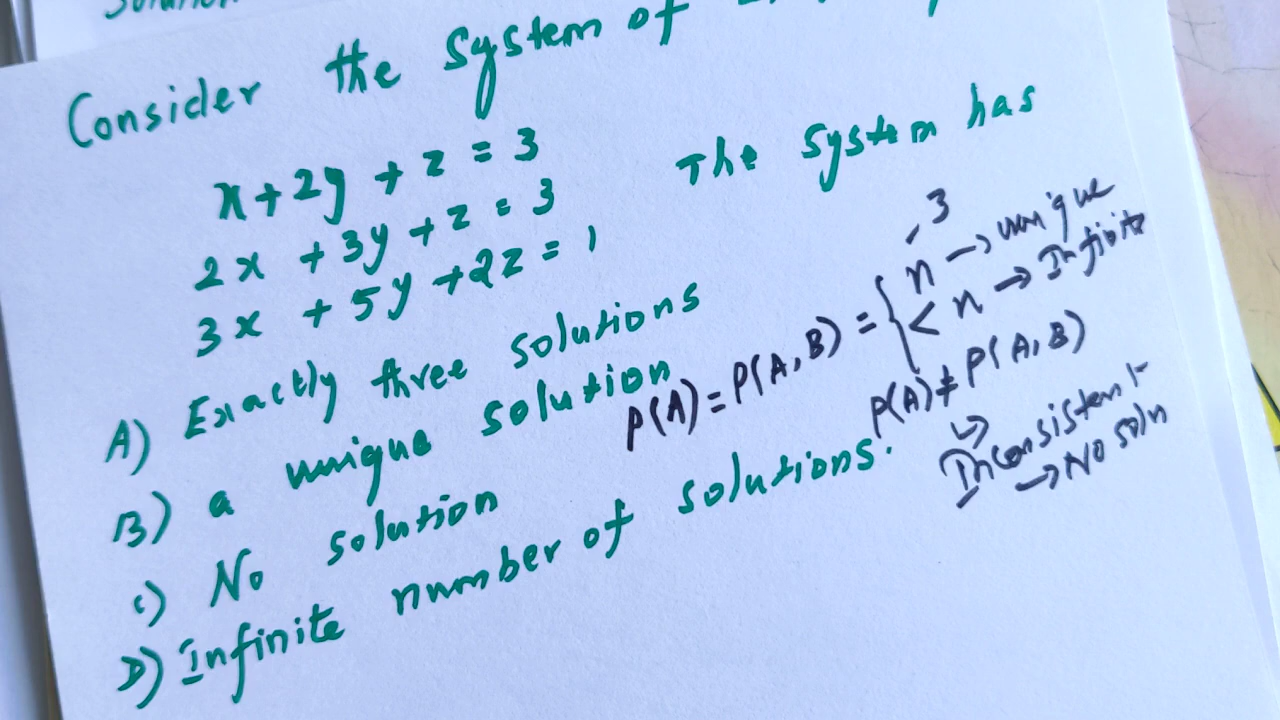 Consider the System of
x + 2y + z = 3
2x + 3y + z = 3
3x + 5y + 2z = 1
The System has
A) Exactly three solutions
B) a unique solution
C) No solution
D) Infinite number of solutions.
3
ρ(A) = ρ(A, B) = { n → unique
< n → Infinite
ρ(A) ≠ ρ(A, B)
↳ Inconsistent
→ No soln